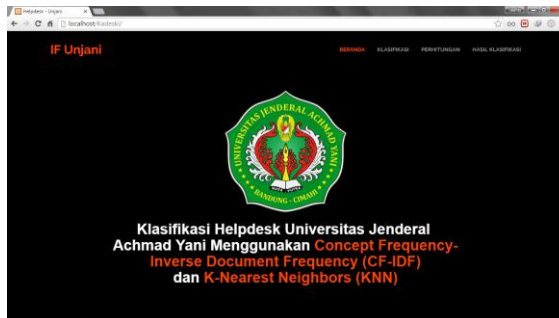 Helpdesk - Unjani
localhost/Kadeski/
IF Unjani
BERANDA KLASIFIKASI PERHITUNGAN HASIL KLASIFIKASI
UNIVERSITAS JENDERAL ACHMAD YANI
BANDUNG - CIMAHI
Klasifikasi Helpdesk Universitas Jenderal
Achmad Yani Menggunakan Concept Frequency-
Inverse Document Frequency (CF-IDF)
dan K-Nearest Neighbors (KNN)